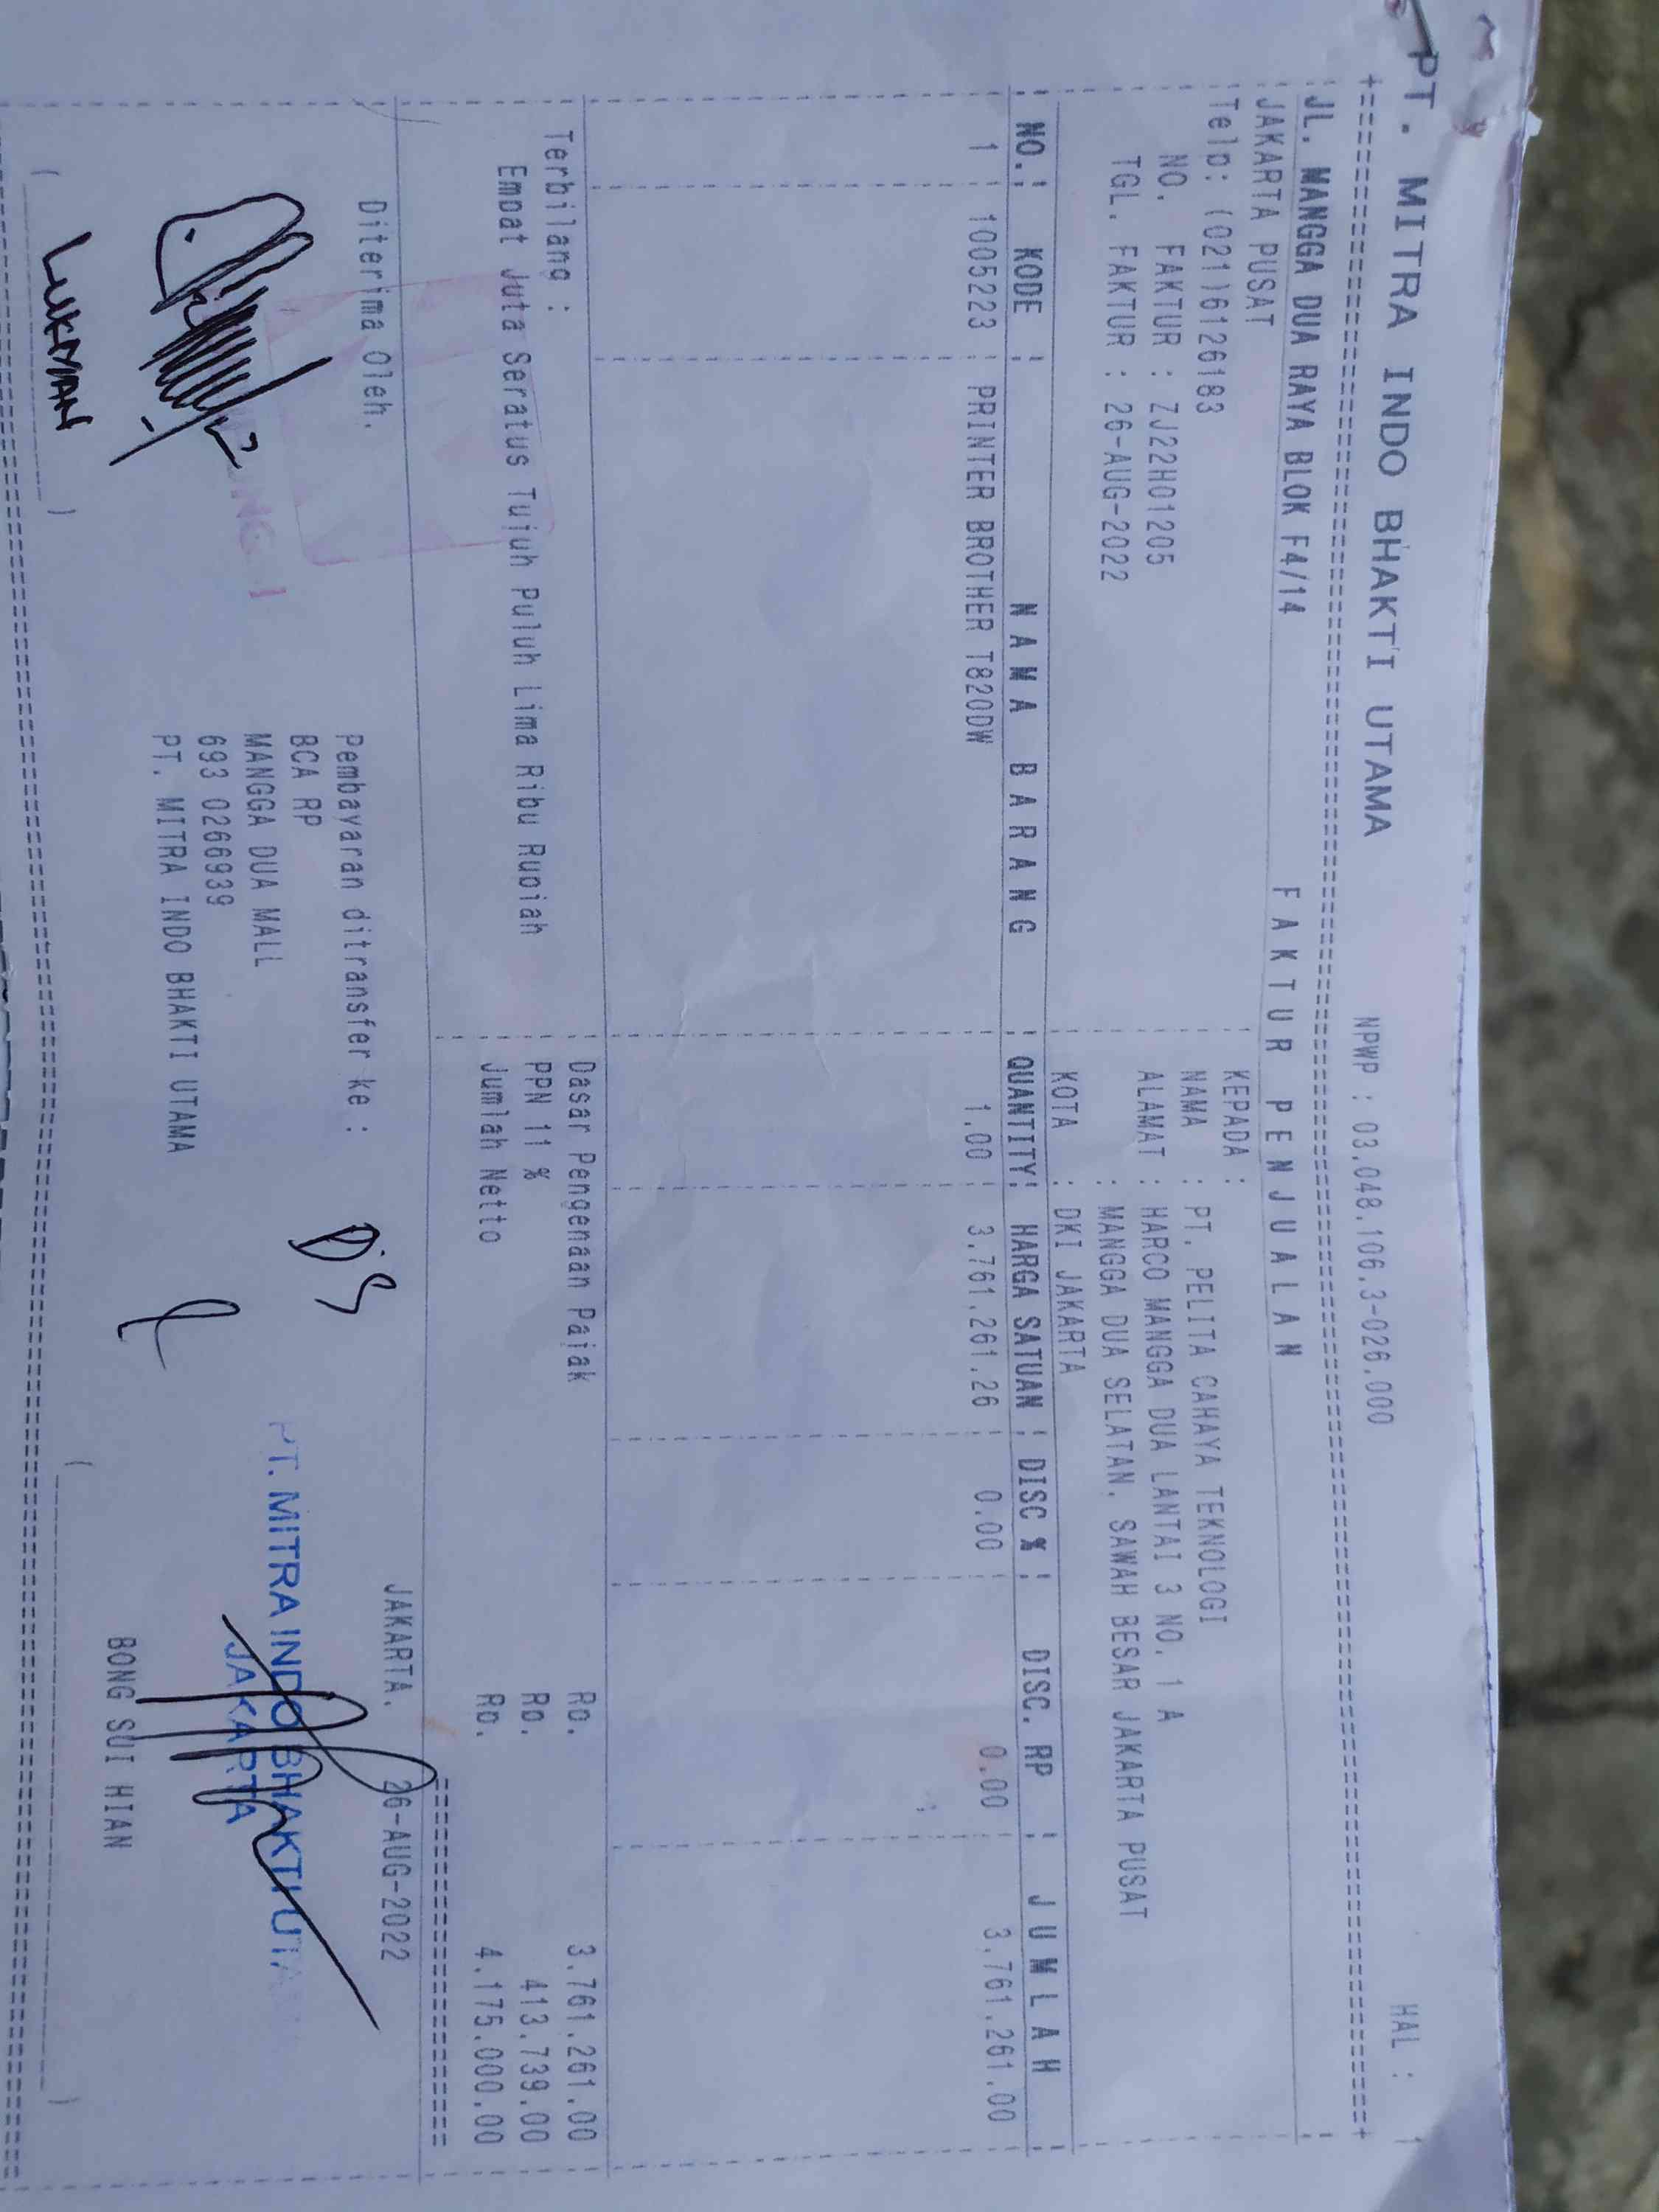 PT. MITRA INDO BHAKTI UTAMA NPWP : 03.048.106.3-026.000 HAL : 1
JL. MANGGA DUA RAYA BLOK F4/14 F A K T U R P E N J U A L A N
JAKARTA PUSAT
Telp: (021)6126183
NO. FAKTUR : ZJ22H01205
TGL. FAKTUR : 26-AUG-2022
KEPADA :
NAMA : PT. PELITA CAHAYA TEKNOLOGI
ALAMAT : HARCO MANGGA DUA LANTAI 3 NO. 1 A
: MANGGA DUA SELATAN, SAWAH BESAR JAKARTA PUSAT
KOTA : DKI JAKARTA
NO. KODE N A M A B A R A N G QUANTITY HARGA SATUAN DISC % DISC. RP J U M L A H
1 1005223 PRINTER BROTHER T820DW 1.00 3.761.261.26 0.00 0.00 3.761.261.00
Terbilang : Dasar Pengenaan Pajak Rp. 3.761.261.00
Empat Juta Seratus Tujuh Puluh Lima Ribu Rupiah PPN 11 % Rp. 413.739.00
Jumlah Netto Rp. 4.175.000.00
Diterima Oleh.
Pembayaran ditransfer ke :
BCA RP
MANGGA DUA MALL
693 0266939
PT. MITRA INDO BHAKTI UTAMA
JAKARTA. 26-AUG-2022
PT. MITRA INDO BHAKTI UTA
JAKARTA
LUKMAN
BONG SUI HIAN